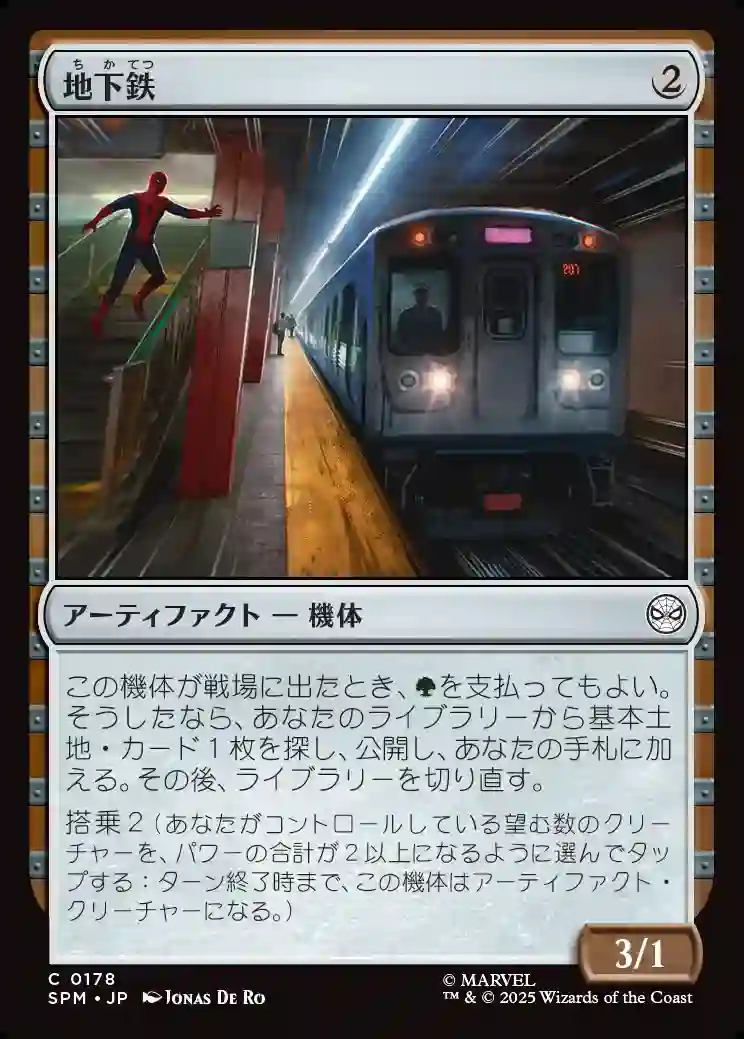 ちかてつ
地下鉄 2
207
アーティファクト — 機体
この機体が戦場に出たとき、を支払ってもよい。
そうしたなら、あなたのライブラリーから基本土
地・カード１枚を探し、公開し、あなたの手札に加
える。その後、ライブラリーを切り直す。
搭乗２（あなたがコントロールしている望む数のクリー
チャーを、パワーの合計が２以上になるように選んでタッ
プする：ターン終了時まで、この機体はアーティファクト・
クリーチャーになる。）
3/1
C 0178
SPM • JP JONAS DE RO
© MARVEL
™ & © 2025 Wizards of the Coast